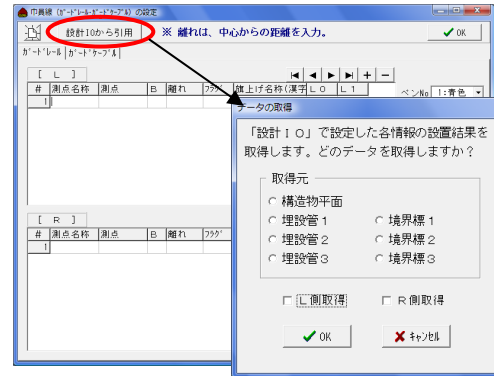 巾員線 (ｶﾞｰﾄﾞﾚｰﾙ･ｶﾞｰﾄﾞｹｰﾌﾞﾙ) の設定
設計IOから引用 ※ 離れは、中心からの距離を入力。 OK
ｶﾞｰﾄﾞﾚｰﾙ ｶﾞｰﾄﾞｹｰﾌﾞﾙ
[ L ]
# 測点名称 測点 B 離れ ﾌﾗｸﾞ 旗上げ名称(漢字 L0 L1 ペンNo 1:青色
1
データの取得
「設計IO」で設定した各情報の設置結果を
取得します。どのデータを取得しますか?
取得元
構造物平面
埋設管1 境界標1
埋設管2 境界標2
埋設管3 境界標3
L側取得 R側取得
OK ｷｬﾝｾﾙ
[ R ]
# 測点名称 測点 B 離れ ﾌﾗｸﾞ
1